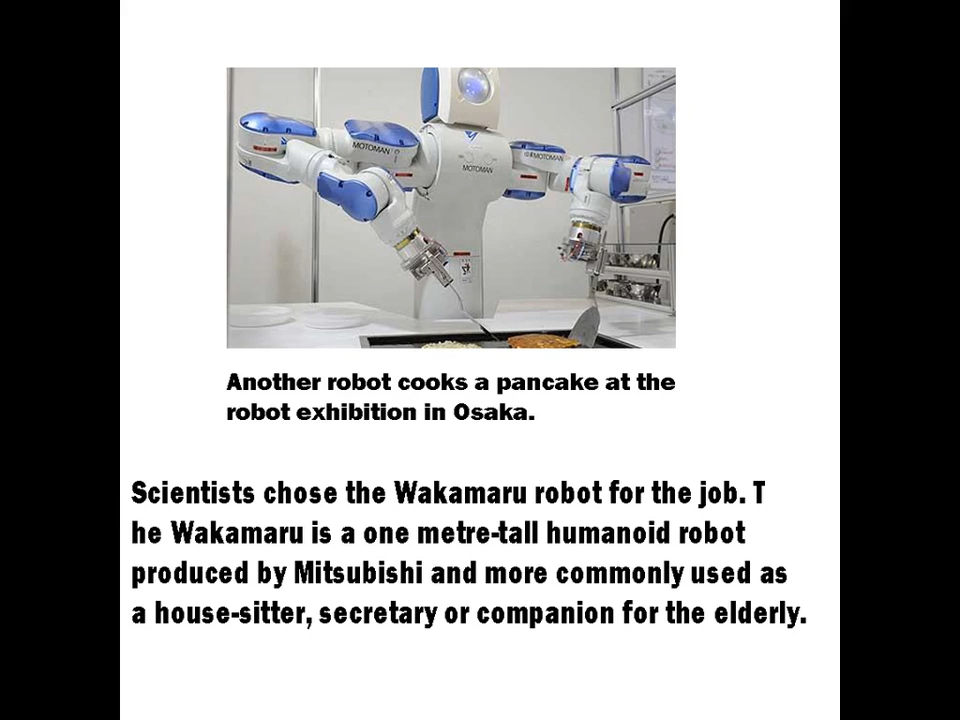 MOTOMAN
MOTOMAN
MOTOMAN
Another robot cooks a pancake at the
robot exhibition in Osaka.
Scientists chose the Wakamaru robot for the job. T
he Wakamaru is a one metre-tall humanoid robot
produced by Mitsubishi and more commonly used as
a house-sitter, secretary or companion for the elderly.